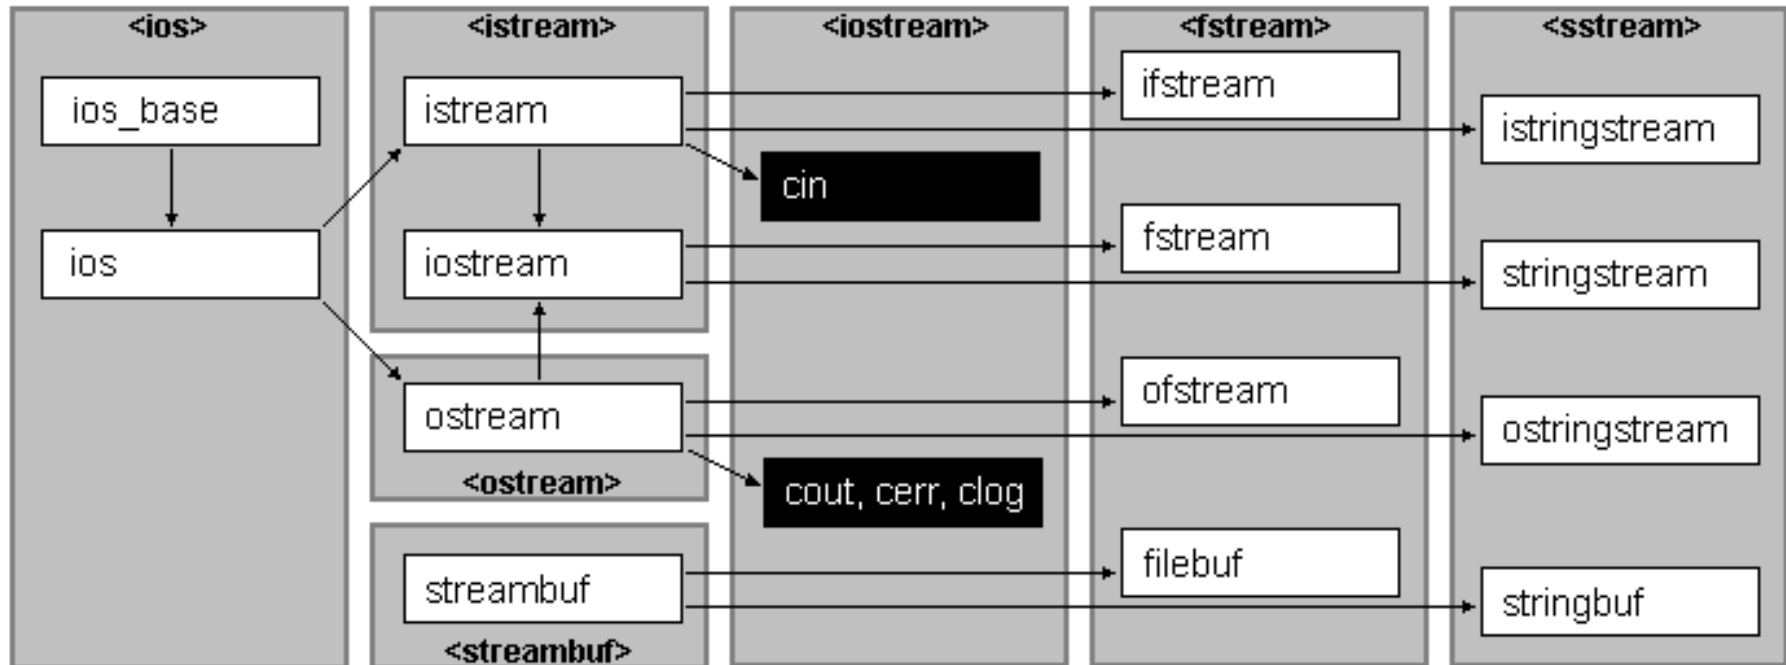 <ios>
<istream>
<iostream>
<fstream>
<sstream>
ios_base
istream
ifstream
istringstream
cin
ios
iostream
fstream
stringstream
ostream
ofstream
ostringstream
<ostream>
cout, cerr, clog
streambuf
filebuf
stringbuf
<streambuf>